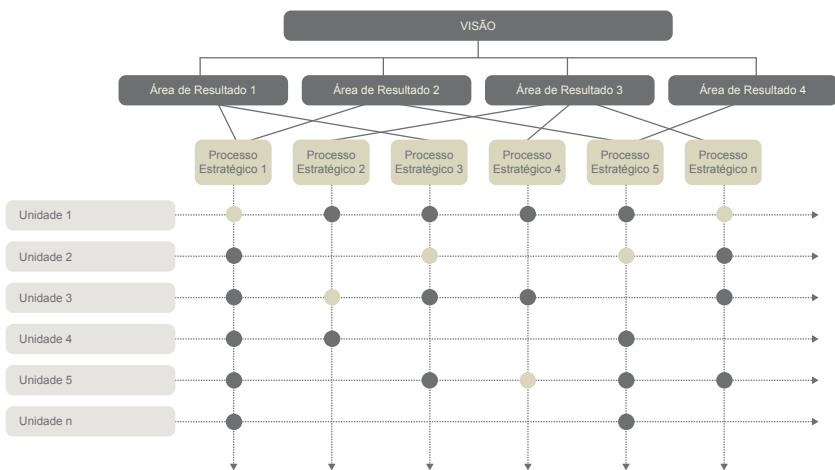 VISÃO
Área de Resultado 1
Área de Resultado 2
Área de Resultado 3
Área de Resultado 4
Processo
Estratégico 1
Processo
Estratégico 2
Processo
Estratégico 3
Processo
Estratégico 4
Processo
Estratégico 5
Processo
Estratégico n
Unidade 1
Unidade 2
Unidade 3
Unidade 4
Unidade 5
Unidade n